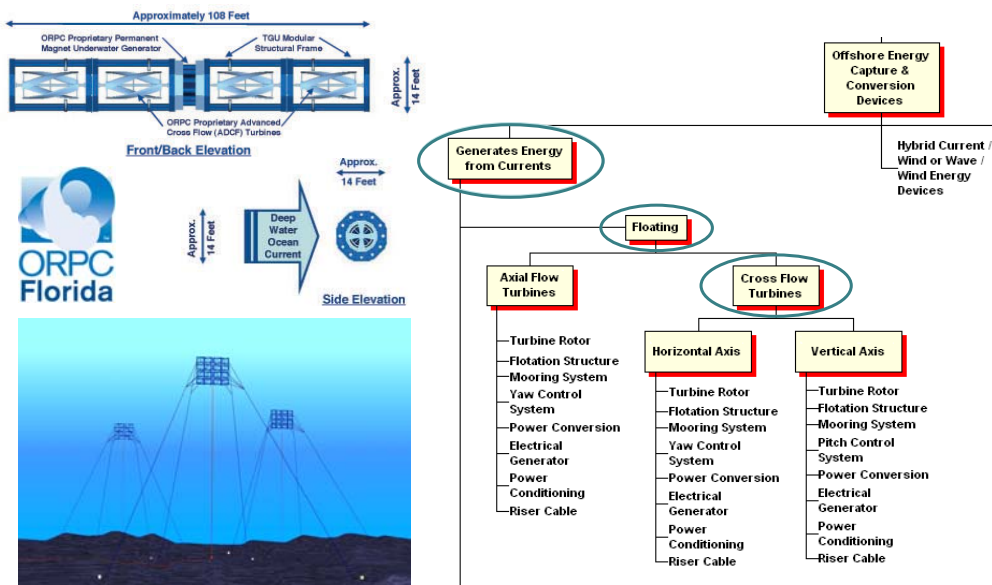 Approximately 108 Feet
ORPC Proprietary Permanent
Magnet Underwater Generator
TGU Modular
Structural Frame
Approx.
14 Feet
ORPC Proprietary Advanced
Cross Flow (ADCF) Turbines
Front/Back Elevation
Approx.
14 Feet
Approx.
14 Feet
Deep
Water
Ocean
Current
Side Elevation
ORPC
Florida
Offshore Energy
Capture &
Conversion
Devices
Hybrid Current /
Wind or Wave /
Wind Energy
Devices
Generates Energy
from Currents
Floating
Axial Flow
Turbines
Turbine Rotor
Flotation Structure
Mooring System
Yaw Control
System
Power Conversion
Electrical
Generator
Power
Conditioning
Riser Cable
Cross Flow
Turbines
Horizontal Axis
Turbine Rotor
Flotation Structure
Mooring System
Yaw Control
System
Power Conversion
Electrical
Generator
Power
Conditioning
Riser Cable
Vertical Axis
Turbine Rotor
Flotation Structure
Mooring System
Pitch Control
System
Power Conversion
Electrical
Generator
Power
Conditioning
Riser Cable